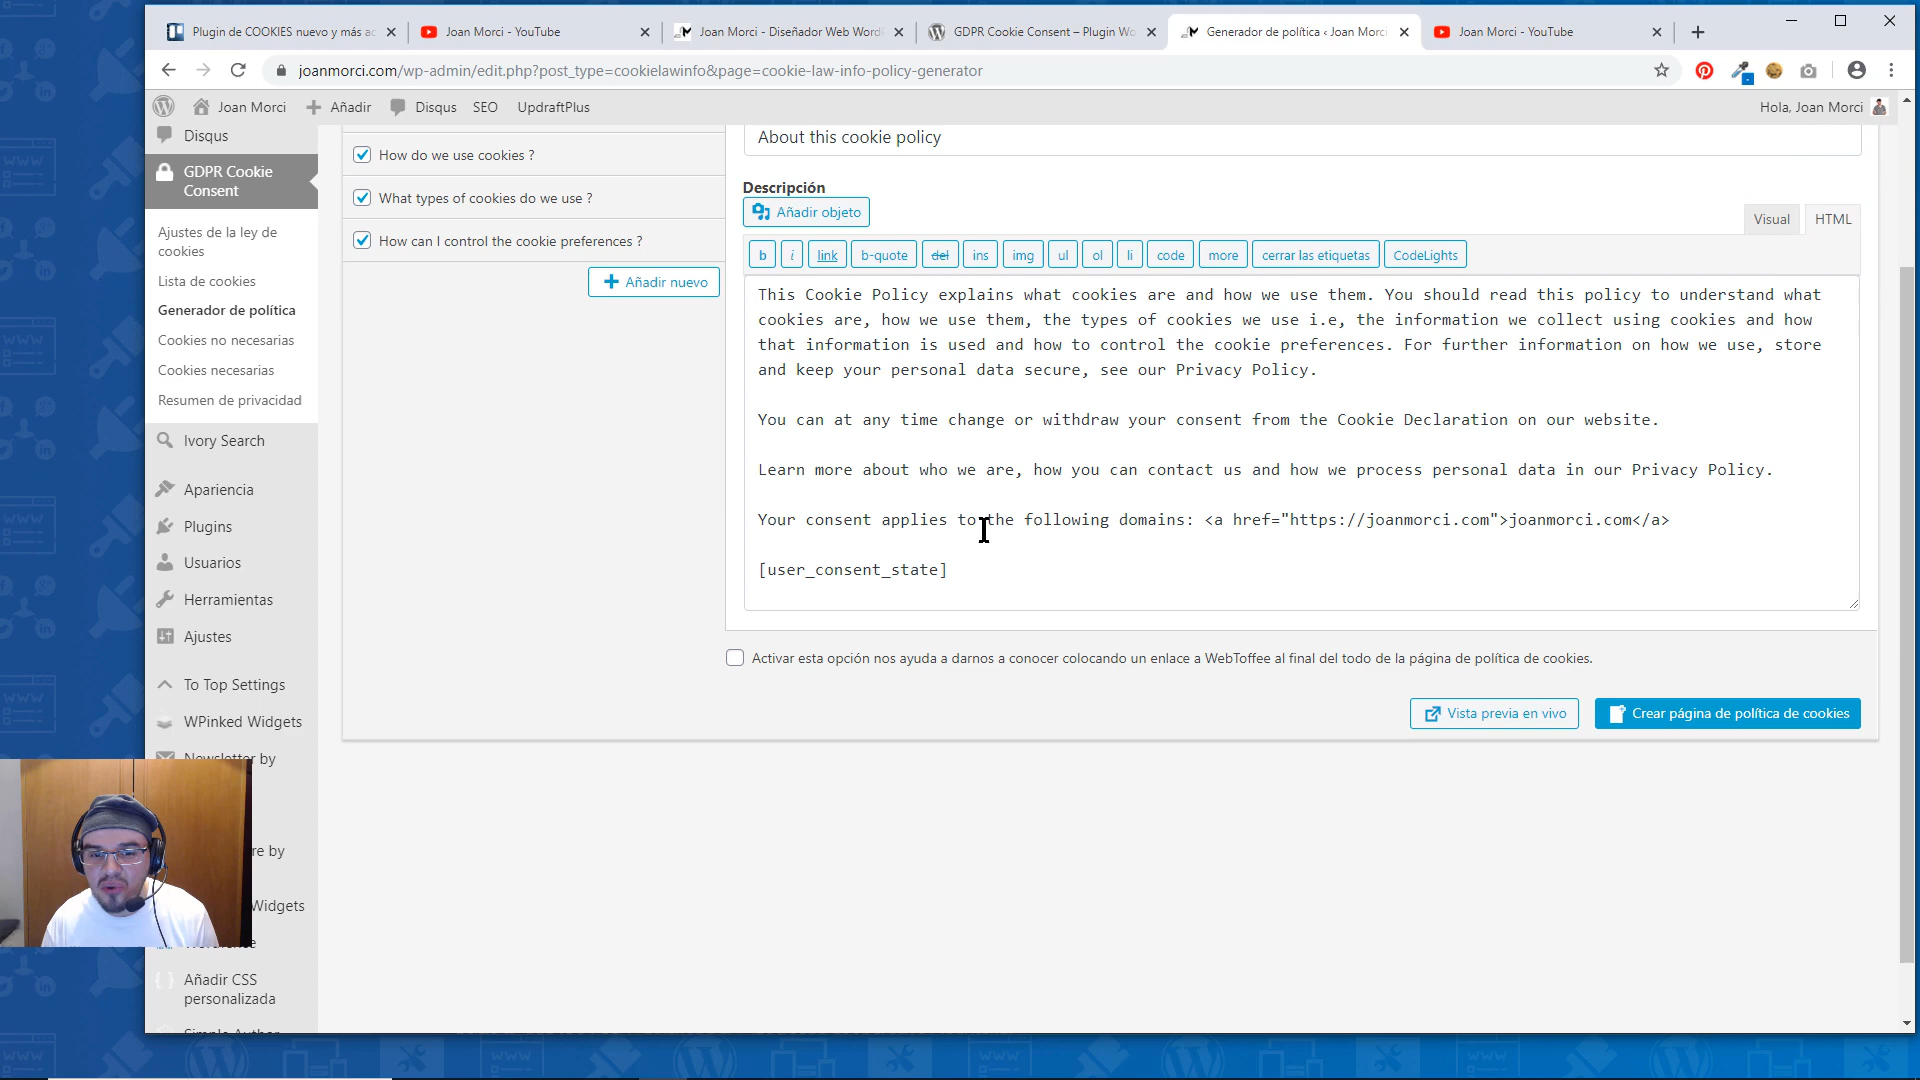 Plugin de COOKIES nuevo y más ac
Joan Morci - YouTube
Joan Morci - Diseñador Web Word
GDPR Cookie Consent – Plugin Wo
Generador de política ‹ Joan Morci
Joan Morci - YouTube
joanmorci.com/wp-admin/edit.php?post_type=cookielawinfo&page=cookie-law-info-policy-generator
Joan Morci
Añadir
Disqus
SEO
UpdraftPlus
Hola, Joan Morci
Disqus
GDPR Cookie
Consent
Ajustes de la ley de
cookies
Lista de cookies
Generador de política
Cookies no necesarias
Cookies necesarias
Resumen de privacidad
Ivory Search
Apariencia
Plugins
Usuarios
Herramientas
Ajustes
To Top Settings
WPinked Widgets
Newsletter by
re by
Widgets
Añadir CSS
personalizada
Simple Author
How do we use cookies ?
What types of cookies do we use ?
How can I control the cookie preferences ?
Añadir nuevo
About this cookie policy
Descripción
Añadir objeto
Visual
HTML
b
i
link
b-quote
del
ins
img
ul
ol
li
code
more
cerrar las etiquetas
CodeLights
This Cookie Policy explains what cookies are and how we use them. You should read this policy to understand what
cookies are, how we use them, the types of cookies we use i.e, the information we collect using cookies and how
that information is used and how to control the cookie preferences. For further information on how we use, store
and keep your personal data secure, see our Privacy Policy.
You can at any time change or withdraw your consent from the Cookie Declaration on our website.
Learn more about who we are, how you can contact us and how we process personal data in our Privacy Policy.
Your consent applies to the following domains: <a href="https://joanmorci.com">joanmorci.com</a>
[user_consent_state]
Activar esta opción nos ayuda a darnos a conocer colocando un enlace a WebToffee al final del todo de la página de política de cookies.
Vista previa en vivo
Crear página de política de cookies